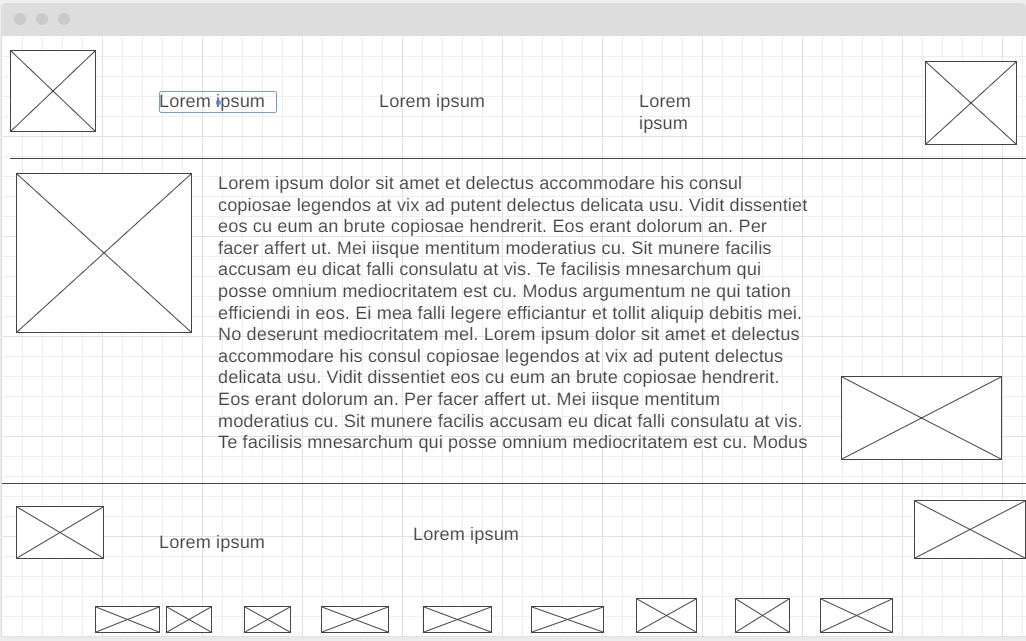 Lorem ipsum
Lorem ipsum
Lorem
ipsum
Lorem ipsum dolor sit amet et delectus accommodare his consul
copiosae legendos at vix ad putent delectus delicata usu. Vidit dissentiet
eos cu eum an brute copiosae hendrerit. Eos erant dolorum an. Per
facer affert ut. Mei iisque mentitum moderatius cu. Sit munere facilis
accusam eu dicat falli consulatu at vis. Te facilisis mnesarchum qui
posse omnium mediocritatem est cu. Modus argumentum ne qui tation
efficiendi in eos. Ei mea falli legere efficiantur et tollit aliquip debitis mei.
No deserunt mediocritatem mel. Lorem ipsum dolor sit amet et delectus
accommodare his consul copiosae legendos at vix ad putent delectus
delicata usu. Vidit dissentiet eos cu eum an brute copiosae hendrerit.
Eos erant dolorum an. Per facer affert ut. Mei iisque mentitum
moderatius cu. Sit munere facilis accusam eu dicat falli consulatu at vis.
Te facilisis mnesarchum qui posse omnium mediocritatem est cu. Modus
Lorem ipsum
Lorem ipsum